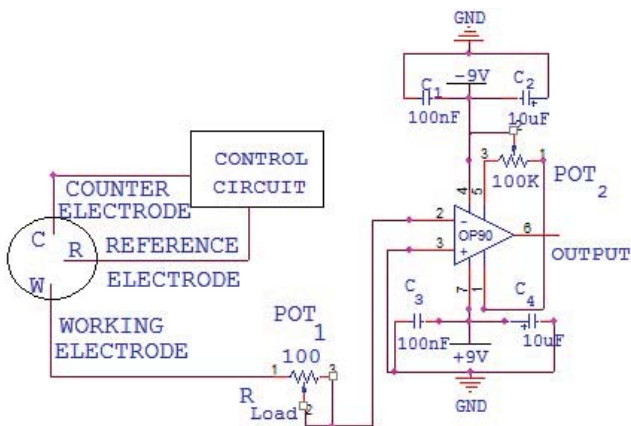 GND
-9V
C1
C2
100nF
10uF
2
3
1
100K
POT2
4
5
CONTROL
CIRCUIT
COUNTER
ELECTRODE
C
R
W
REFERENCE
ELECTRODE
2
3
-
+
OP90
6
OUTPUT
7
1
WORKING
ELECTRODE
POT1
100
1
3
2
RLoad
C3
C4
100nF
10uF
+9V
GND